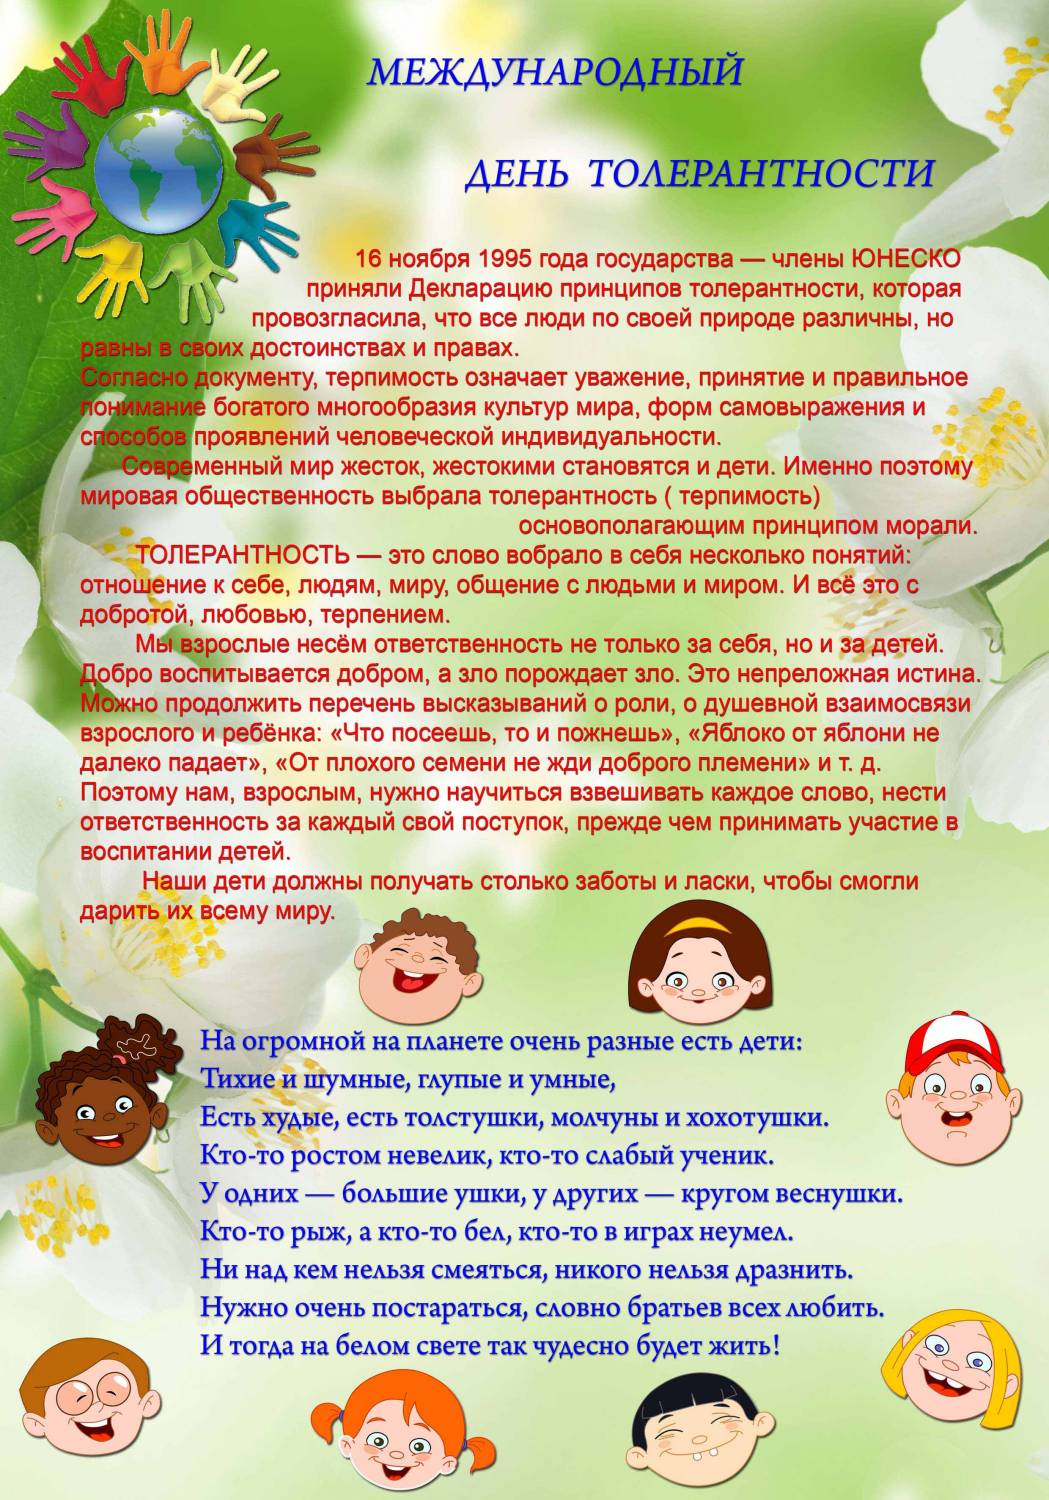 МЕЖДУНАРОДНЫЙ
ДЕНЬ ТОЛЕРАНТНОСТИ
16 ноября 1995 года государства — члены ЮНЕСКО
приняли Декларацию принципов толерантности, которая
провозгласила, что все люди по своей природе различны, но
равны в своих достоинствах и правах.
Согласно документу, терпимость означает уважение, принятие и правильное
понимание богатого многообразия культур мира, форм самовыражения и
способов проявлений человеческой индивидуальности.
Современный мир жесток, жестокими становятся и дети. Именно поэтому
мировая общественность выбрала толерантность ( терпимость)
основополагающим принципом морали.
ТОЛЕРАНТНОСТЬ — это слово вобрало в себя несколько понятий:
отношение к себе, людям, миру, общение с людьми и миром. И всё это с
добротой, любовью, терпением.
Мы взрослые несём ответственность не только за себя, но и за детей.
Добро воспитывается добром, а зло порождает зло. Это непреложная истина.
Можно продолжить перечень высказываний о роли, о душевной взаимосвязи
взрослого и ребёнка: «Что посеешь, то и пожнешь», «Яблоко от яблони не
далеко падает», «От плохого семени не жди доброго племени» и т. д.
Поэтому нам, взрослым, нужно научиться взвешивать каждое слово, нести
ответственность за каждый свой поступок, прежде чем принимать участие в
воспитании детей.
Наши дети должны получать столько заботы и ласки, чтобы смогли
дарить их всему миру.
На огромной на планете очень разные есть дети:
Тихие и шумные, глупые и умные,
Есть худые, есть толстушки, молчуны и хохотушки.
Кто-то ростом невелик, кто-то слабый ученик.
У одних — большие ушки, у других — кругом веснушки.
Кто-то рыж, а кто-то бел, кто-то в играх неумел.
Ни над кем нельзя смеяться, никого нельзя дразнить.
Нужно очень постараться, словно братьев всех любить.
И тогда на белом свете так чудесно будет жить!